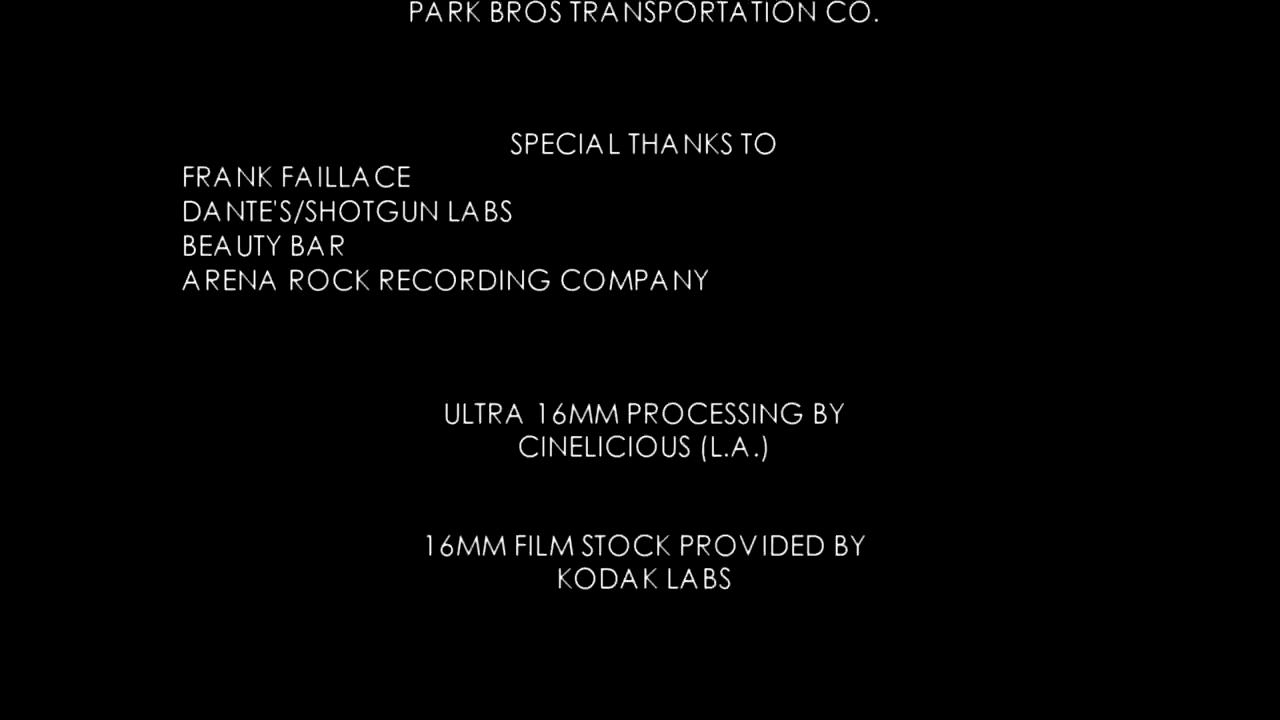 PARK BROS TRANSPORTATION CO.
SPECIAL THANKS TO
FRANK FAILLACE
DANTE'S/SHOTGUN LABS
BEAUTY BAR
ARENA ROCK RECORDING COMPANY
ULTRA 16MM PROCESSING BY
CINELICIOUS (L.A.)
16MM FILM STOCK PROVIDED BY
KODAK LABS